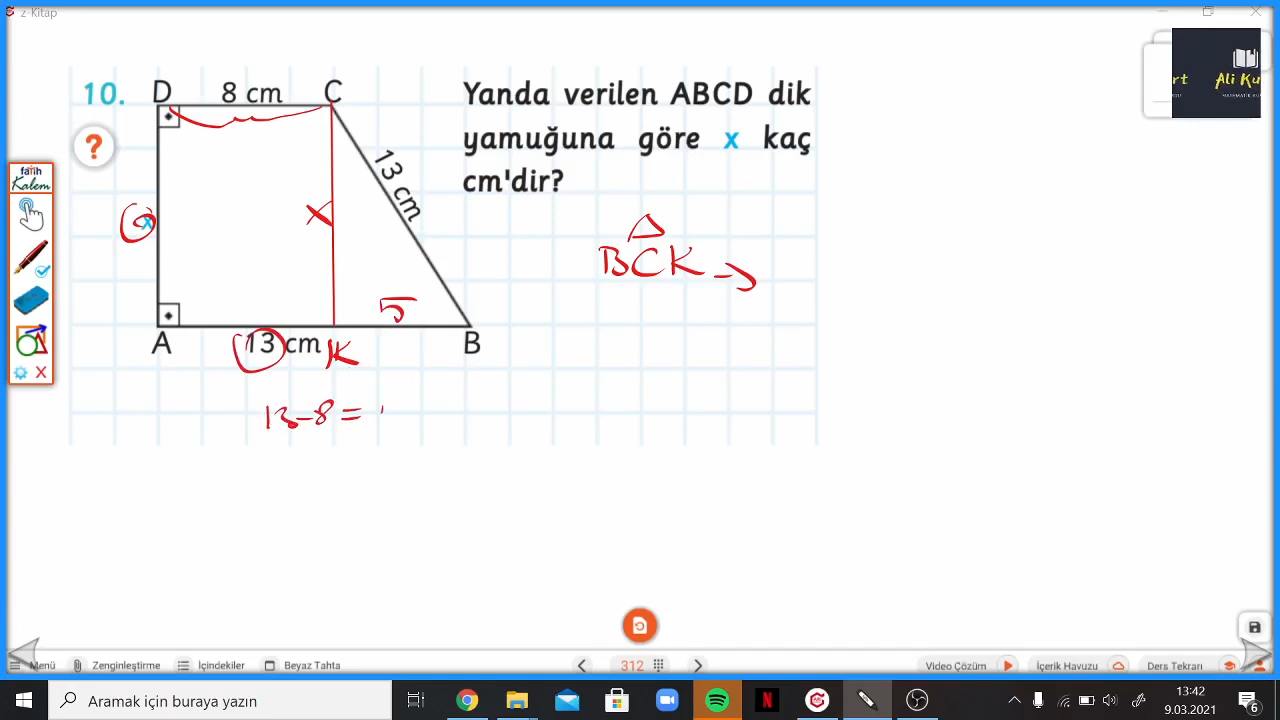 z-Kitap
10.
D 8 cm C
Yanda verilen ABCD dik
yamuğuna göre x kaç
cm'dir?
?
fatih
Kalem
13 cm
x
X
5
BCK →
A 13 cm K B
13-8=
Ali Ku
312
Menü Zenginleştirme İçindekiler Beyaz Tahta
Video Çözüm İçerik Havuzu Ders Tekrarı
Aramak için buraya yazın
13:42
9.03.2021
6